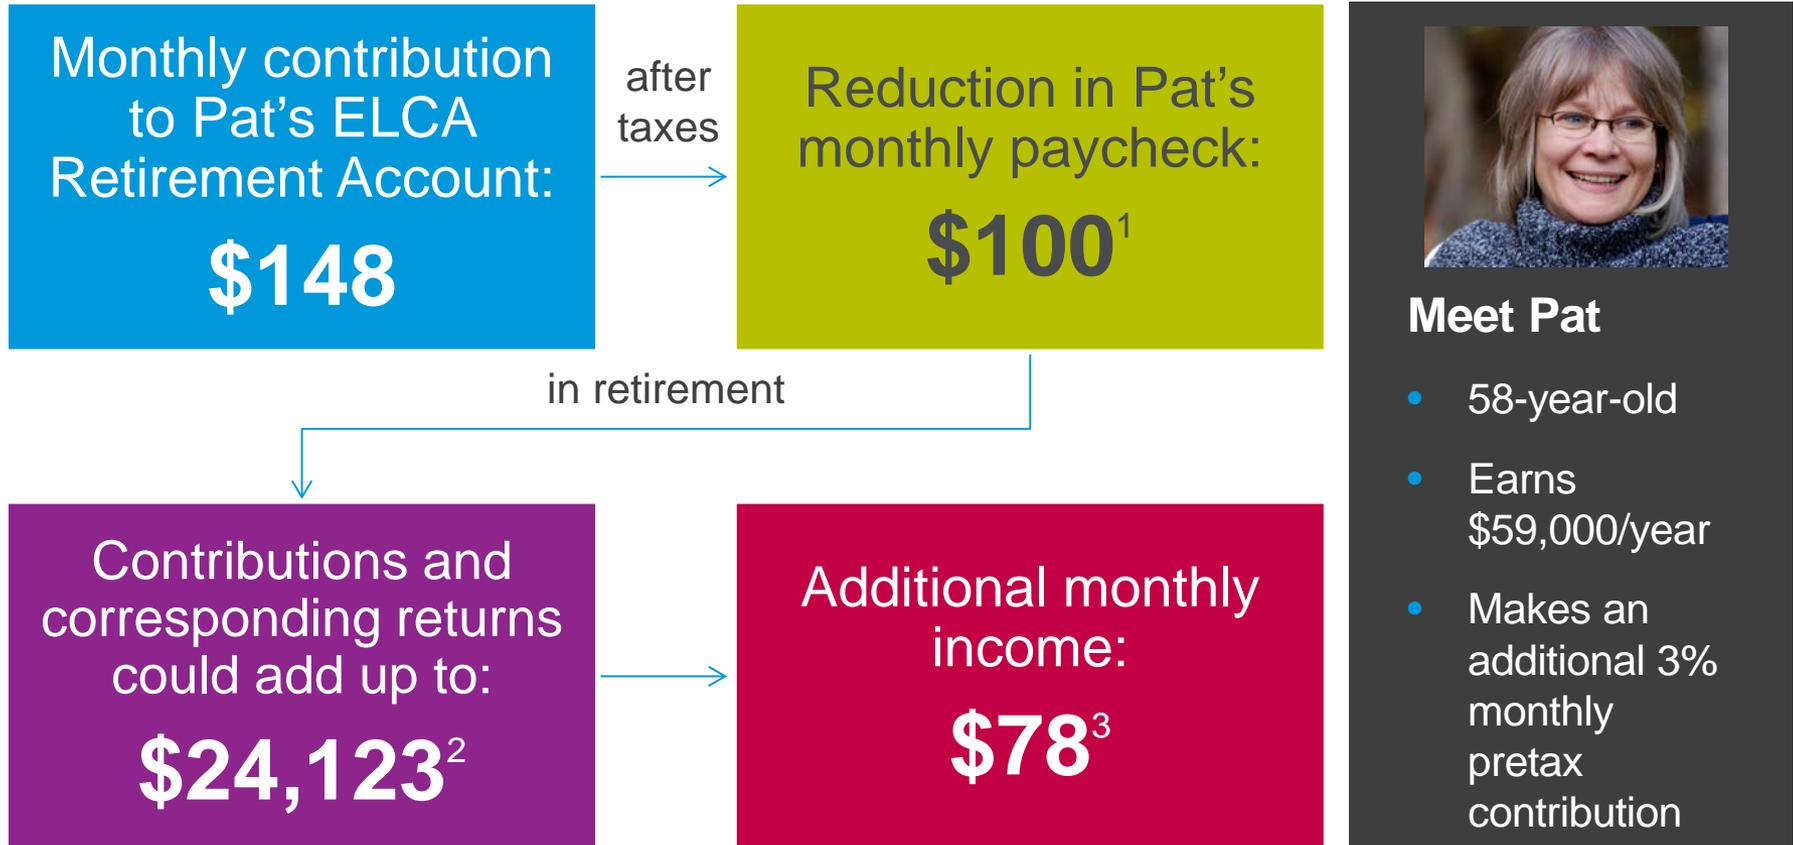 Monthly contribution
to Pat’s ELCA
Retirement Account:
$148
after
taxes
Reduction in Pat’s
monthly paycheck:
$100¹
in retirement
Contributions and
corresponding returns
could add up to:
$24,123²
Additional monthly
income:
$78³
Meet Pat
• 58-year-old
• Earns
$59,000/year
• Makes an
additional 3%
monthly
pretax
contribution